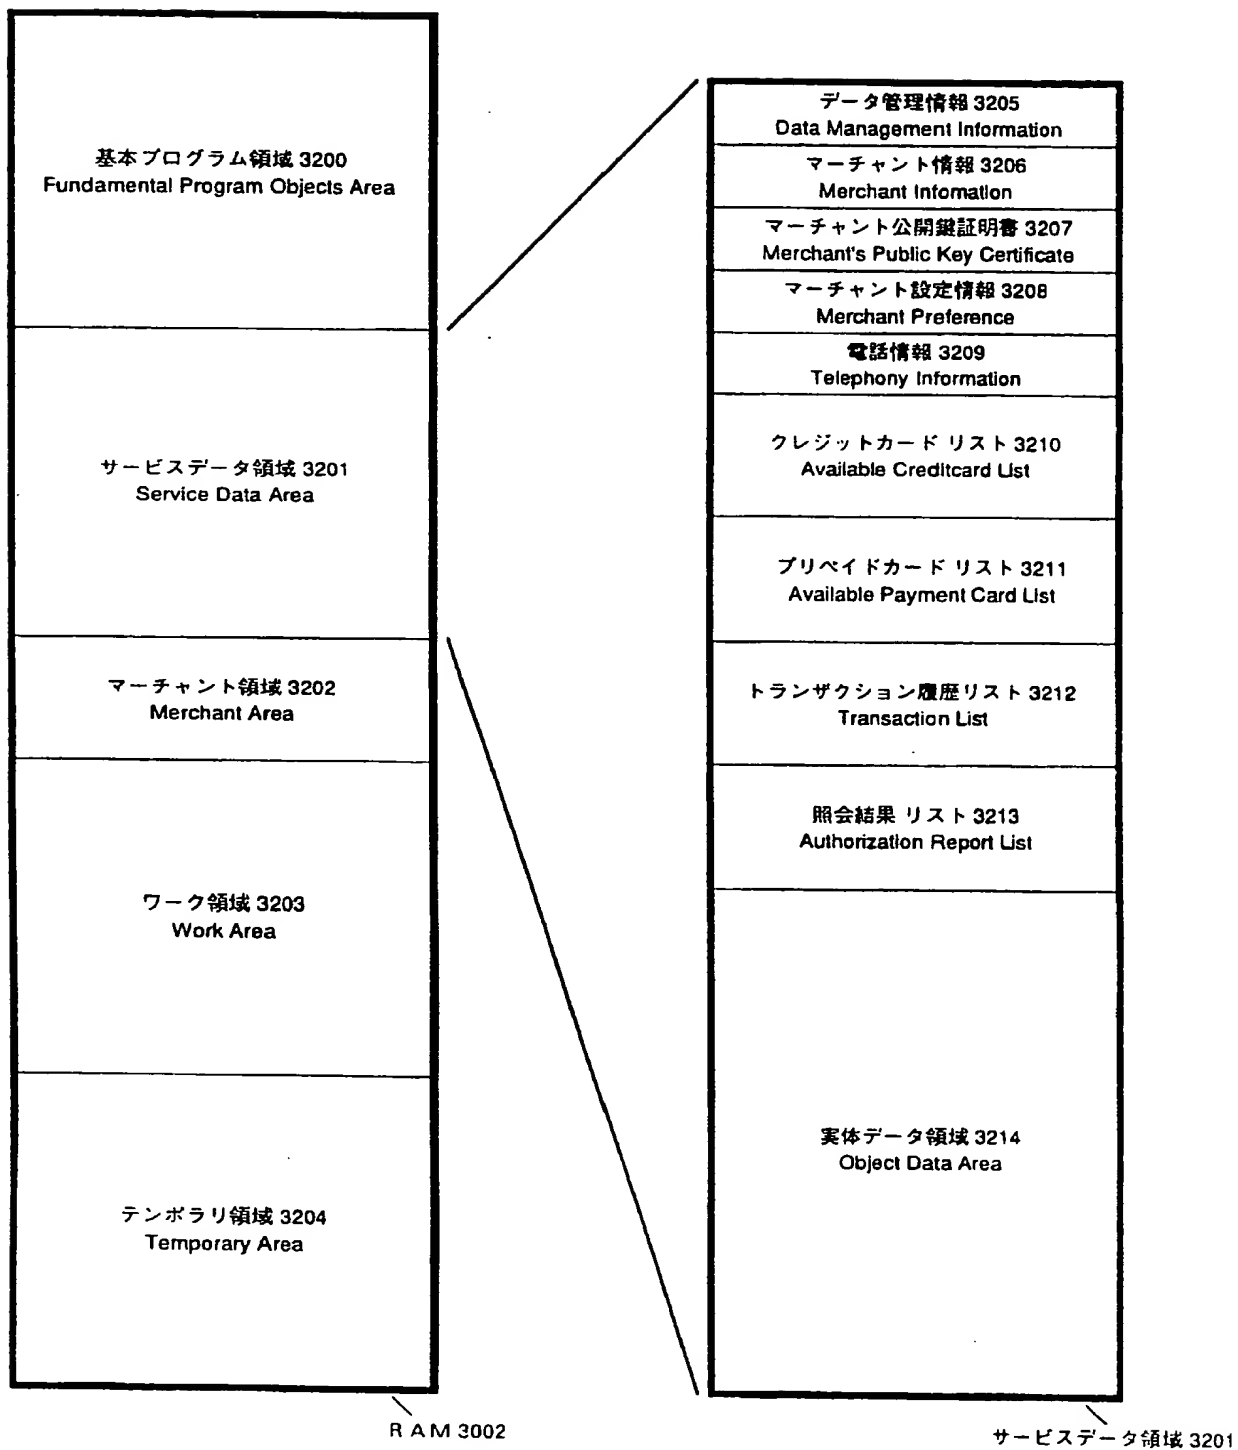 基本プログラム領域 3200
Fundamental Program Objects Area
サービスデータ領域 3201
Service Data Area
マーチャント領域 3202
Merchant Area
ワーク領域 3203
Work Area
テンポラリ領域 3204
Temporary Area
RAM 3002
データ管理情報 3205
Data Management Information
マーチャント情報 3206
Merchant Infomation
マーチャント公開鍵証明書 3207
Merchant's Public Key Certificate
マーチャント設定情報 3208
Merchant Preference
電話情報 3209
Telephony Information
クレジットカード リスト 3210
Available Creditcard List
プリペイドカード リスト 3211
Available Payment Card List
トランザクション履歴リスト 3212
Transaction List
照会結果 リスト 3213
Authorization Report List
実体データ領域 3214
Object Data Area
サービスデータ領域 3201